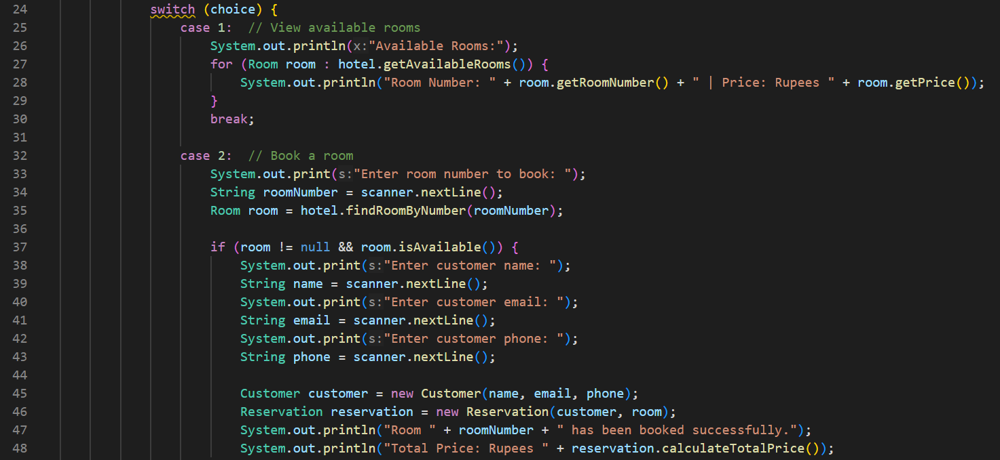 24 switch (choice) {
25 case 1:  // View available rooms
26 System.out.println(x:"Available Rooms:");
27 for (Room room : hotel.getAvailableRooms()) {
28 System.out.println("Room Number: " + room.getRoomNumber() + " | Price: Rupees " + room.getPrice());
29 }
30 break;
31
32 case 2:  // Book a room
33 System.out.print(s:"Enter room number to book: ");
34 String roomNumber = scanner.nextLine();
35 Room room = hotel.findRoomByNumber(roomNumber);
36
37 if (room != null && room.isAvailable()) {
38 System.out.print(s:"Enter customer name: ");
39 String name = scanner.nextLine();
40 System.out.print(s:"Enter customer email: ");
41 String email = scanner.nextLine();
42 System.out.print(s:"Enter customer phone: ");
43 String phone = scanner.nextLine();
44
45 Customer customer = new Customer(name, email, phone);
46 Reservation reservation = new Reservation(customer, room);
47 System.out.println("Room " + roomNumber + " has been booked successfully.");
48 System.out.println("Total Price: Rupees " + reservation.calculateTotalPrice());